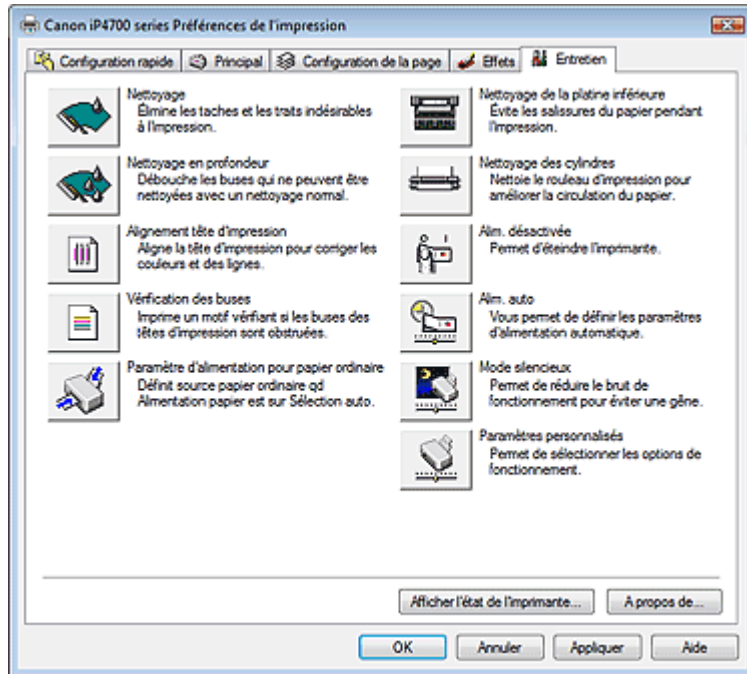 Canon iP4700 series Préférences de l'impression
Configuration rapide
Principal
Configuration de la page
Effets
Entretien
Nettoyage
Élimine les taches et les traits indésirables
à l'impression.
Nettoyage en profondeur
Débouche les buses qui ne peuvent être
nettoyées avec un nettoyage normal.
Alignement tête d'impression
Aligne la tête d'impression pour corriger les
couleurs et des lignes.
Vérification des buses
Imprime un motif vérifiant si les buses des
têtes d'impression sont obstruées.
Paramètre d'alimentation pour papier ordinaire
Définit source papier ordinaire qd
Alimentation papier est sur Sélection auto.
Nettoyage de la platine inférieure
Évite les salissures du papier pendant
l'impression.
Nettoyage des cylindres
Nettoie le rouleau d'impression pour
améliorer la circulation du papier.
Alim. désactivée
Permet d'éteindre l'imprimante.
Alim. auto
Vous permet de définir les paramètres
d'alimentation automatique.
Mode silencieux
Permet de réduire le bruit de
fonctionnement pour éviter une gêne.
Paramètres personnalisés
Permet de sélectionner les options de
fonctionnement.
Afficher l'état de l'imprimante...
A propos de...
OK
Annuler
Appliquer
Aide